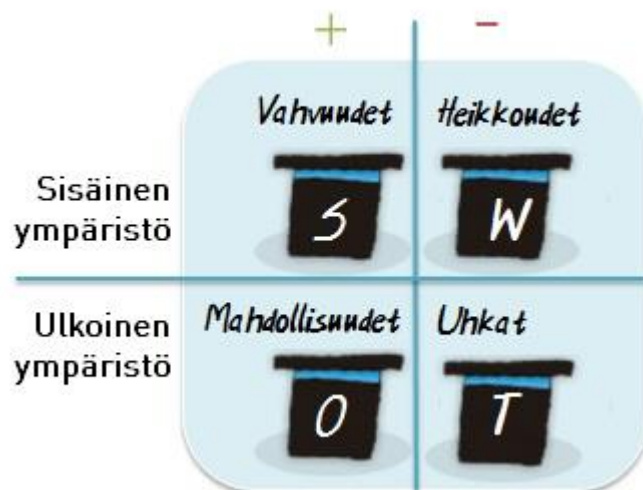 + −
Vahvuudet Heikkoudet
Sisäinen
ympäristö
S W
Mahdollisuudet Uhkat
Ulkoinen
ympäristö
O T